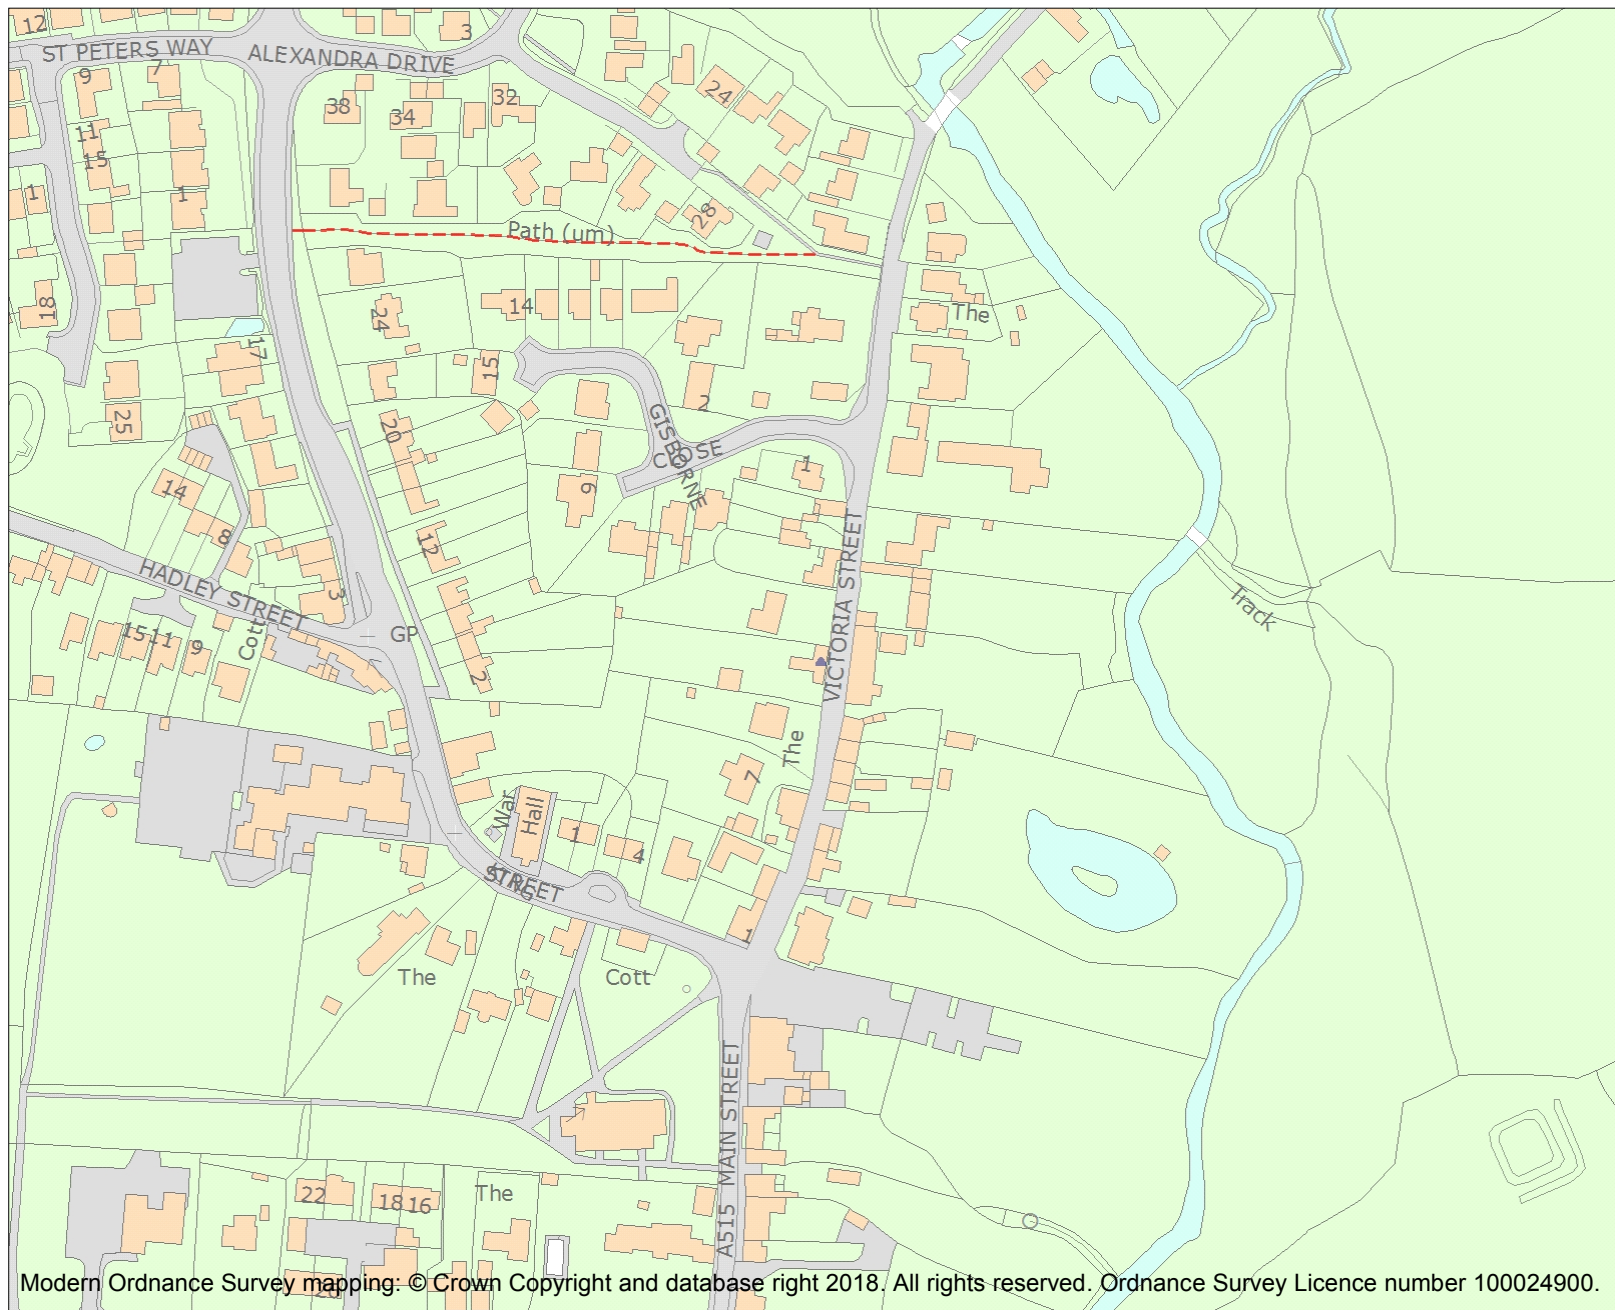 12
3
ST PETERS WAY
ALEXANDRA DRIVE
9
7
38
34
32
24
11
15
1
1
28
Path (um)
18
24
14
The
17
15
2
25
20
GISBORNE
CLOSE
1
14
9
8
12
HADLEY STREET
3
VICTORIA STREET
Track
GP
15
11
9
Cott
2
The
7
War
Hall
1
4
STREET
1
The
Cott
A515 MAIN STREET
22
18
16
The
Modern Ordnance Survey mapping: © Crown Copyright and database right 2018. All rights reserved. Ordnance Survey Licence number 100024900.